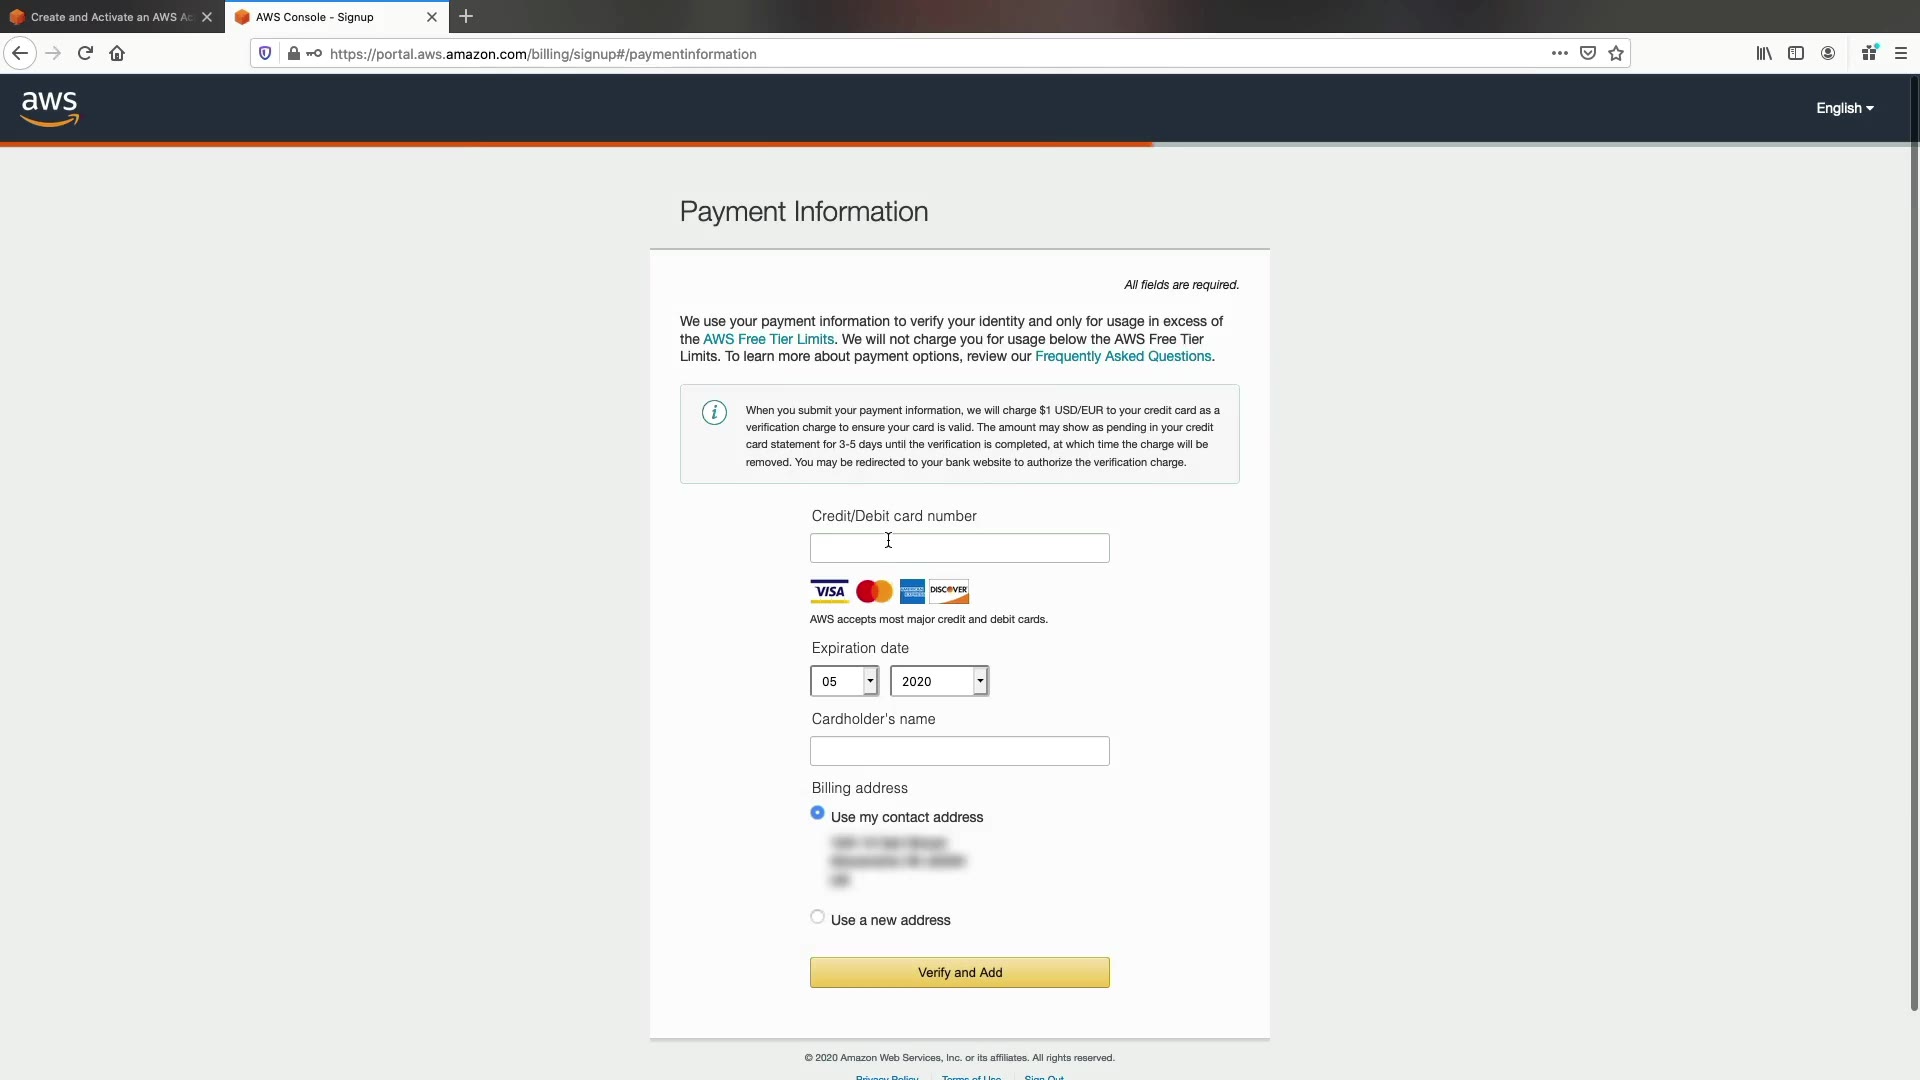 Create and Activate an AWS Ac
AWS Console - Signup
https://portal.aws.amazon.com/billing/signup#/paymentinformation
aws
English
Payment Information
All fields are required.
We use your payment information to verify your identity and only for usage in excess of
the AWS Free Tier Limits. We will not charge you for usage below the AWS Free Tier
Limits. To learn more about payment options, review our Frequently Asked Questions.
i
When you submit your payment information, we will charge $1 USD/EUR to your credit card as a
verification charge to ensure your card is valid. The amount may show as pending in your credit
card statement for 3-5 days until the verification is completed, at which time the charge will be
removed. You may be redirected to your bank website to authorize the verification charge.
Credit/Debit card number
VISA AMERICAN EXPRESS DISCOVER
AWS accepts most major credit and debit cards.
Expiration date
05 2020
Cardholder's name
Billing address
Use my contact address
Use a new address
Verify and Add
© 2020 Amazon Web Services, Inc. or its affiliates. All rights reserved.
Privacy Policy Terms of Use Sign Out